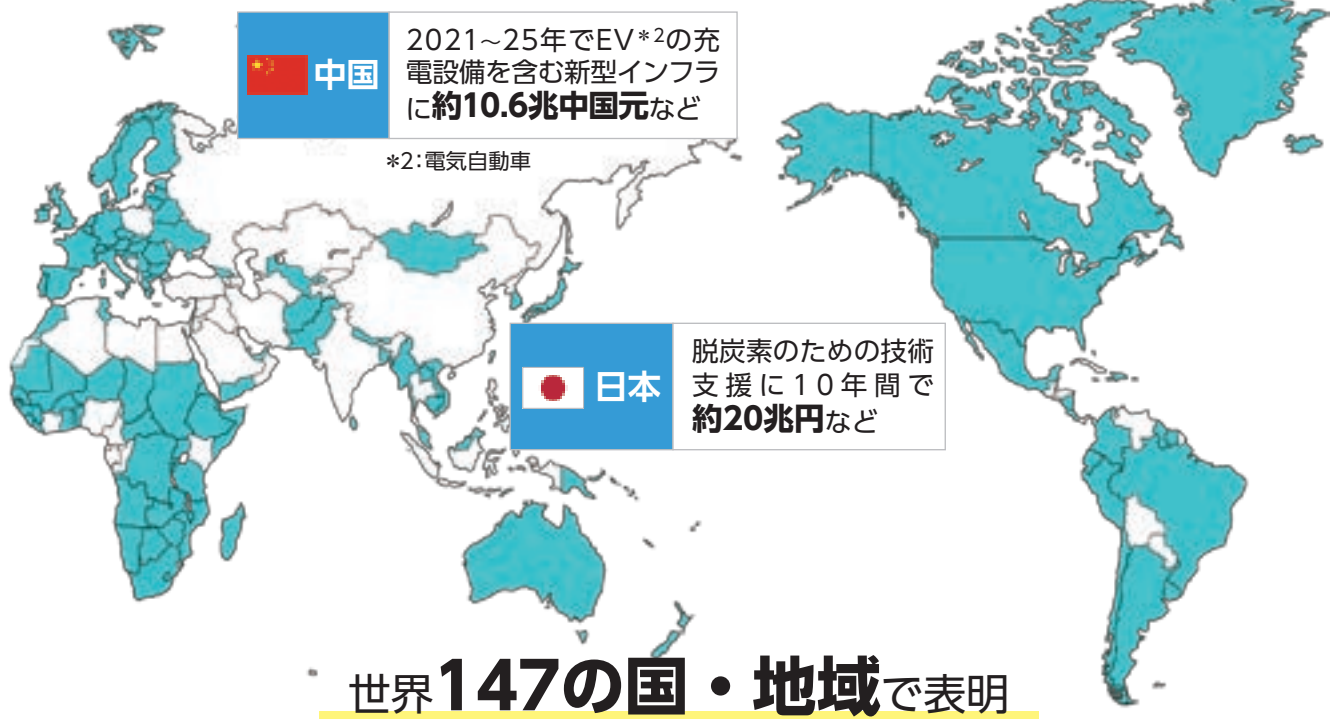 中国
2021~25年でEV*2の充
電設備を含む新型インフラ
に約10.6兆中国元など
*2:電気自動車
日本
脱炭素のための技術
支援に10年間で
約20兆円など
世界147の国・地域で表明